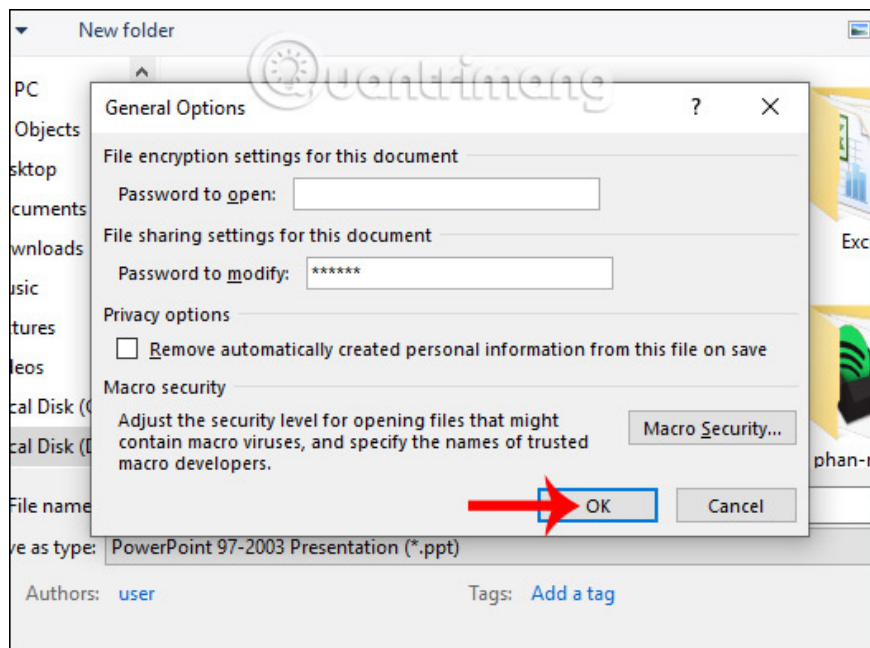 New folder
Quantrimang
PC
General Options
?
Objects
File encryption settings for this document
Password to open:
File sharing settings for this document
Password to modify: ******
Privacy options
Remove automatically created personal information from this file on save
Macro security
Adjust the security level for opening files that might
contain macro viruses, and specify the names of trusted
macro developers.
Macro Security...
OK
Cancel
sktop
cuments
wnloads
usic
tures
deos
cal Disk (
cal Disk (
Exc
phan-
File name
ve as type: PowerPoint 97-2003 Presentation (*.ppt)
Authors: user
Tags: Add a tag